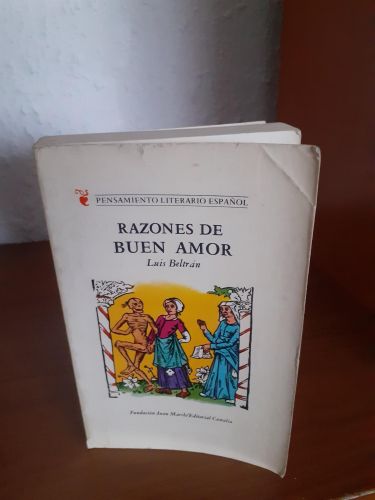 PENSAMIENTO LITERARIO ESPAÑOL
RAZONES DE
BUEN AMOR
Luis Beltrán
Fundación Juan March/Editorial Castalia